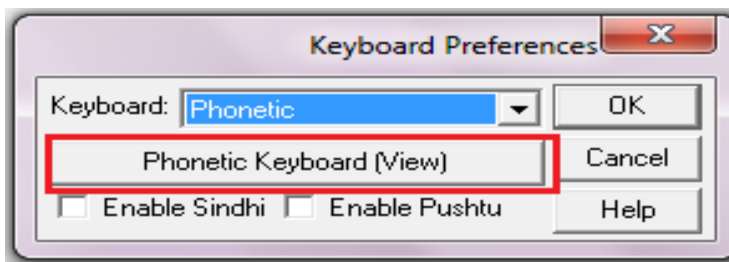 Keyboard Preferences
Keyboard: Phonetic OK
Phonetic Keyboard (View) Cancel
Enable Sindhi Enable Pushtu Help